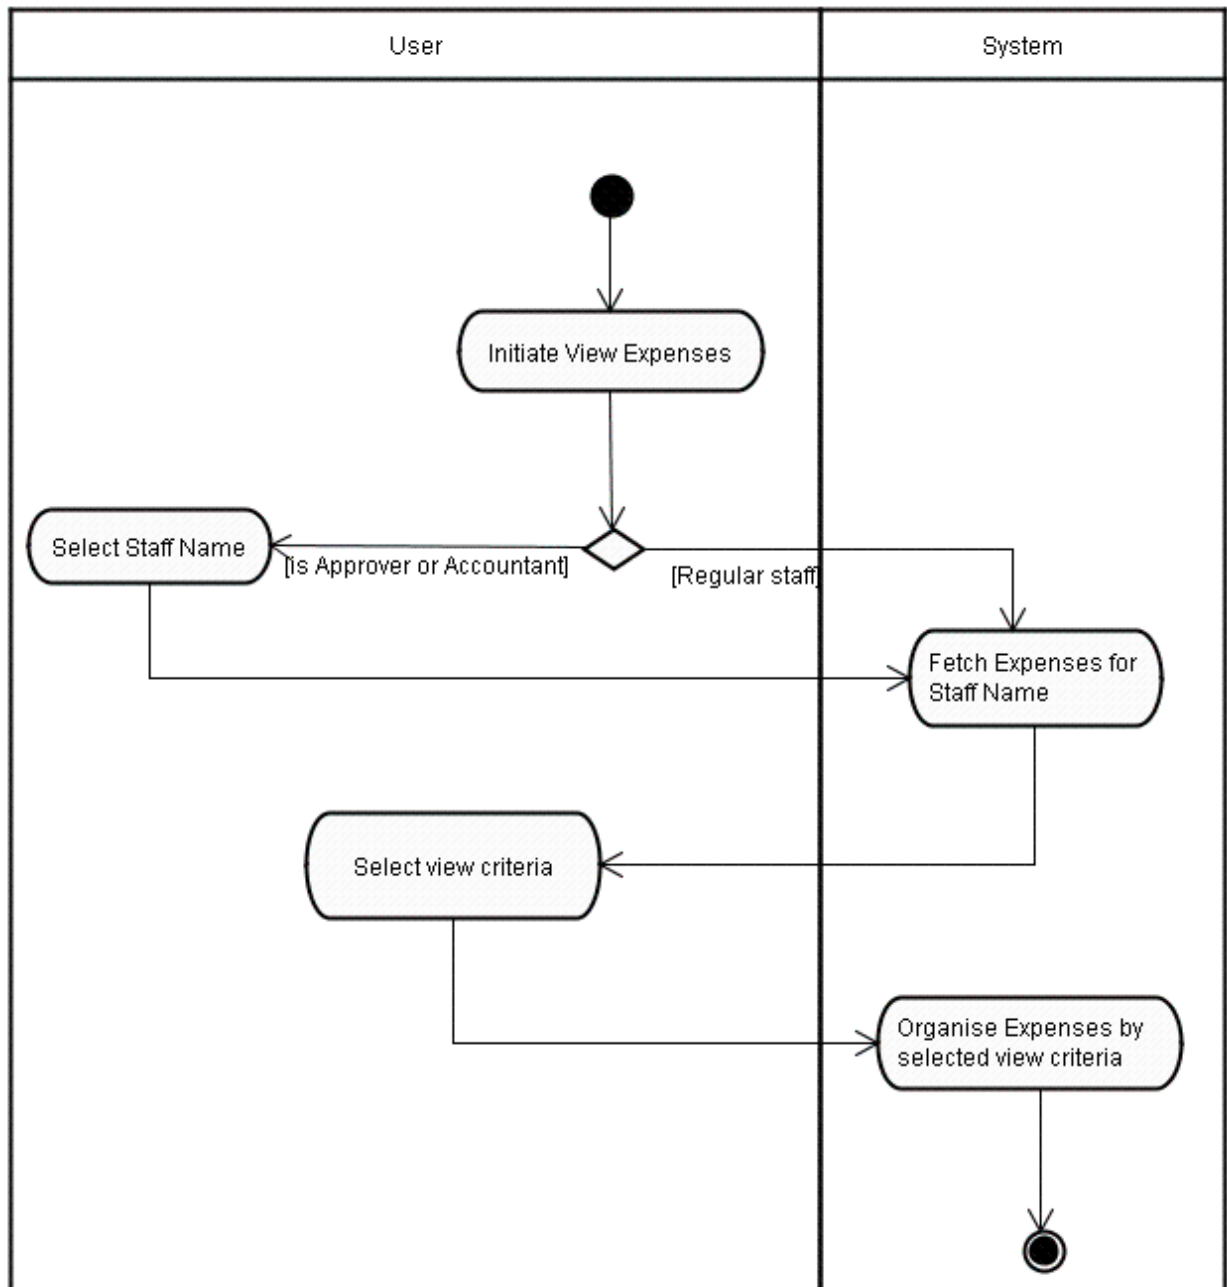 User
System
Initiate View Expenses
Select Staff Name
[is Approver or Accountant]
[Regular staff]
Fetch Expenses for
Staff Name
Select view criteria
Organise Expenses by
selected view criteria